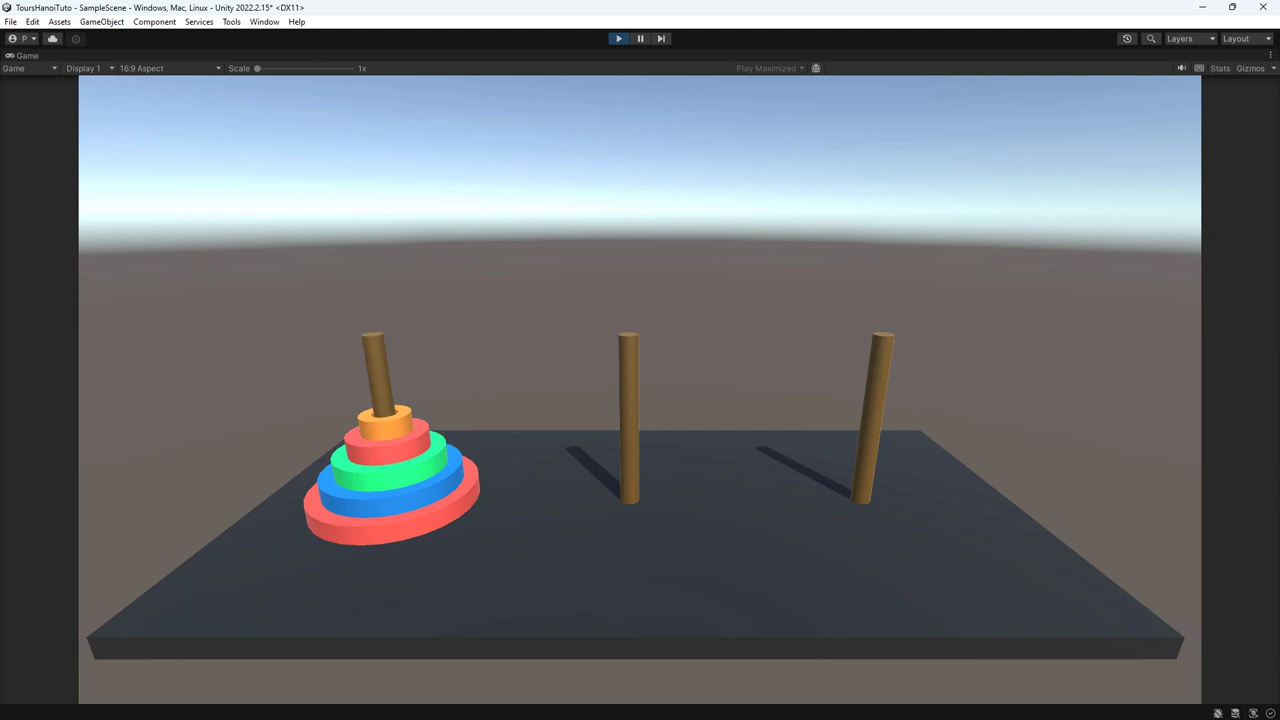 ToursHanoiTuto - SampleScene - Windows, Mac, Linux - Unity 2022.2.15* <DX11>
File Edit Assets GameObject Component Services Tools Window Help
P Layers Layout
Game
Game Display 1 16:9 Aspect Scale 1x Play Maximized Stats Gizmos